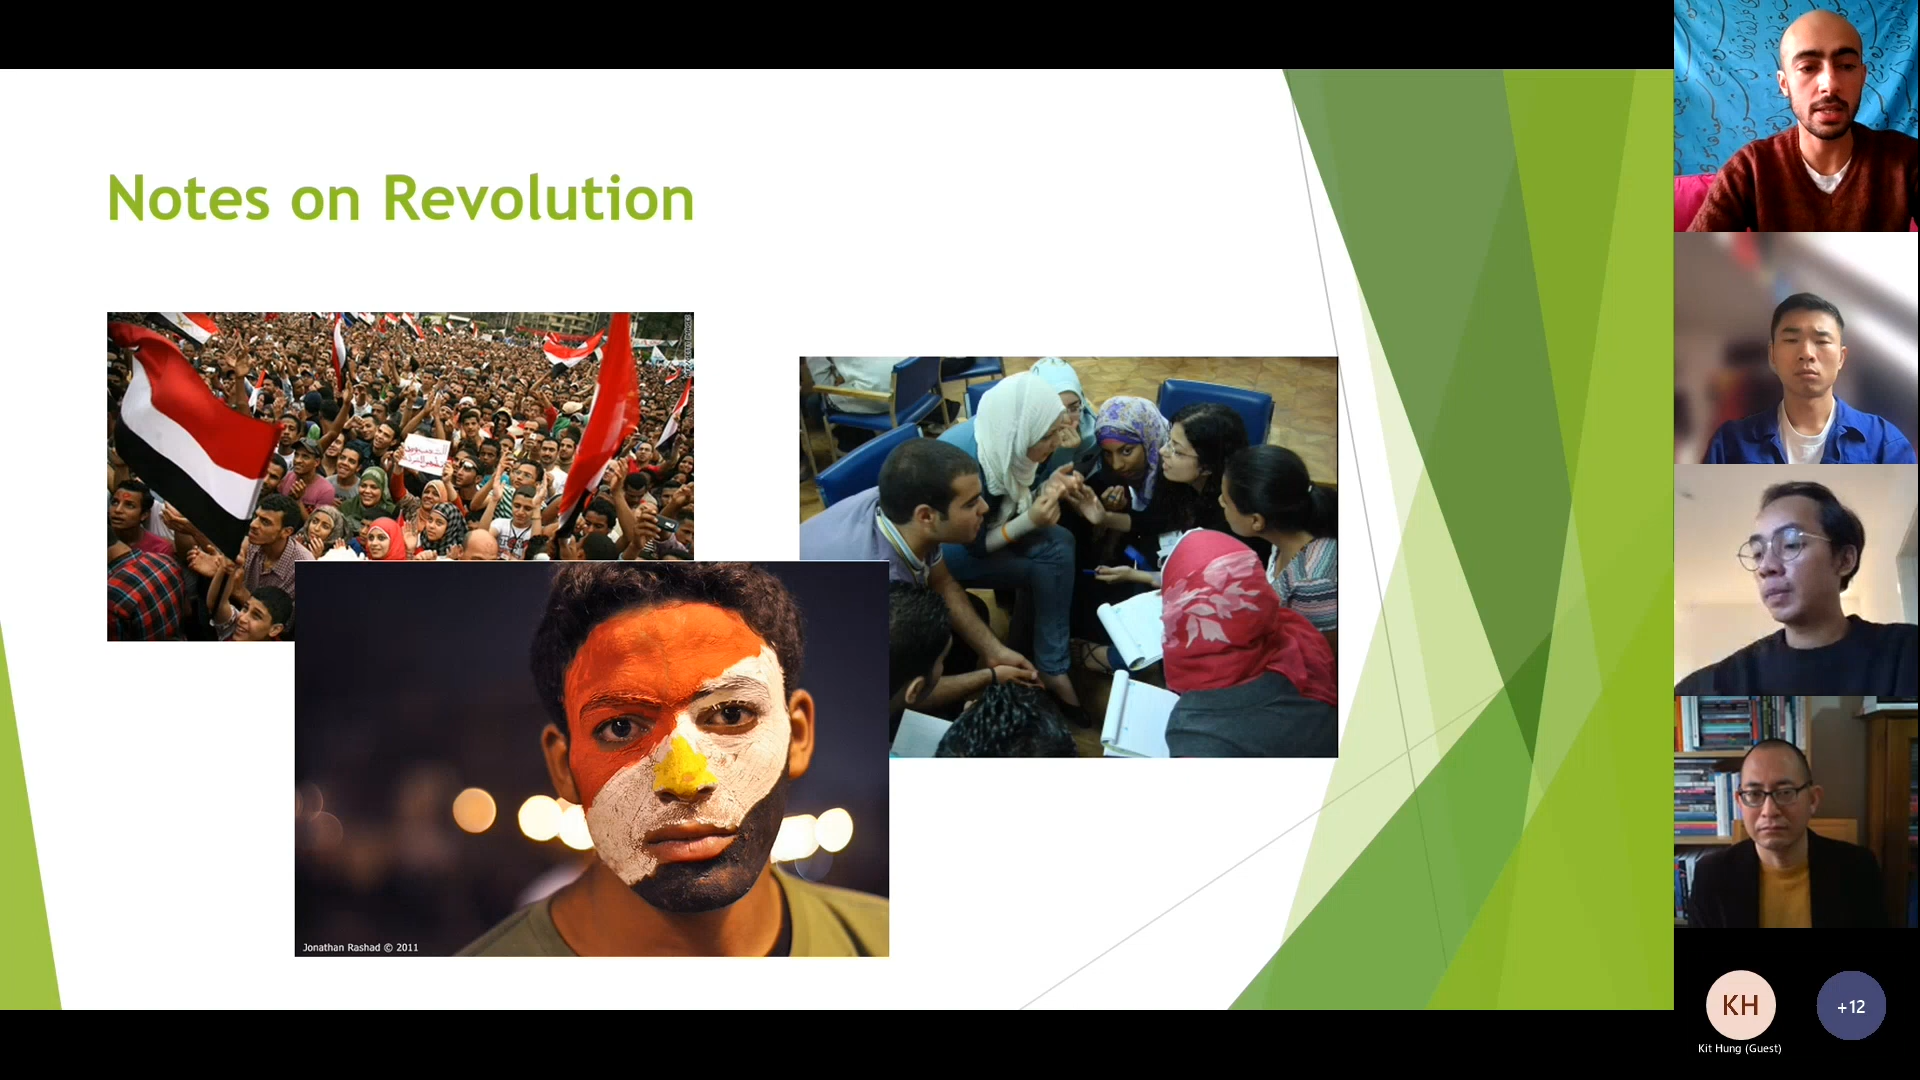 Notes on Revolution
Jonathan Rashad © 2011
KH
+12
Kit Hung (Guest)